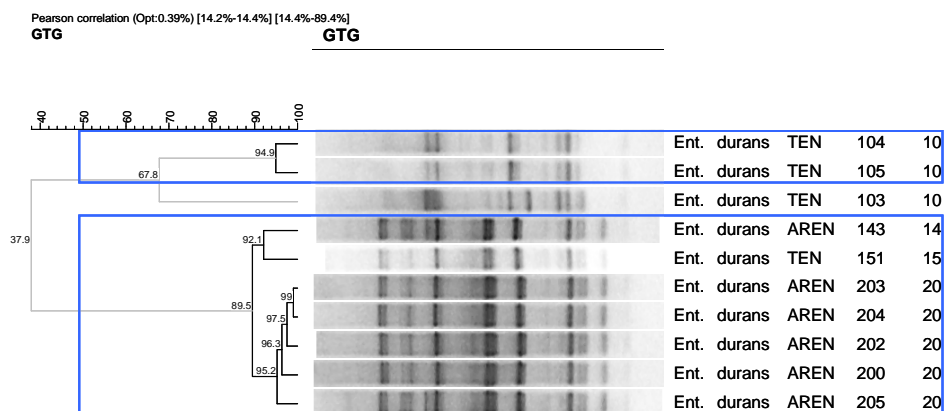 Pearson correlation (Opt:0.39%) [14.2%-14.4%] [14.4%-89.4%]
GTG GTG
40 50 60 70 80 90 100
94.9
67.8
37.9
92.1
89.5
99
97.5
96.3
95.2
Ent. durans TEN 104 10
Ent. durans TEN 105 10
Ent. durans TEN 103 10
Ent. durans AREN 143 14
Ent. durans TEN 151 15
Ent. durans AREN 203 20
Ent. durans AREN 204 20
Ent. durans AREN 202 20
Ent. durans AREN 200 20
Ent. durans AREN 205 20